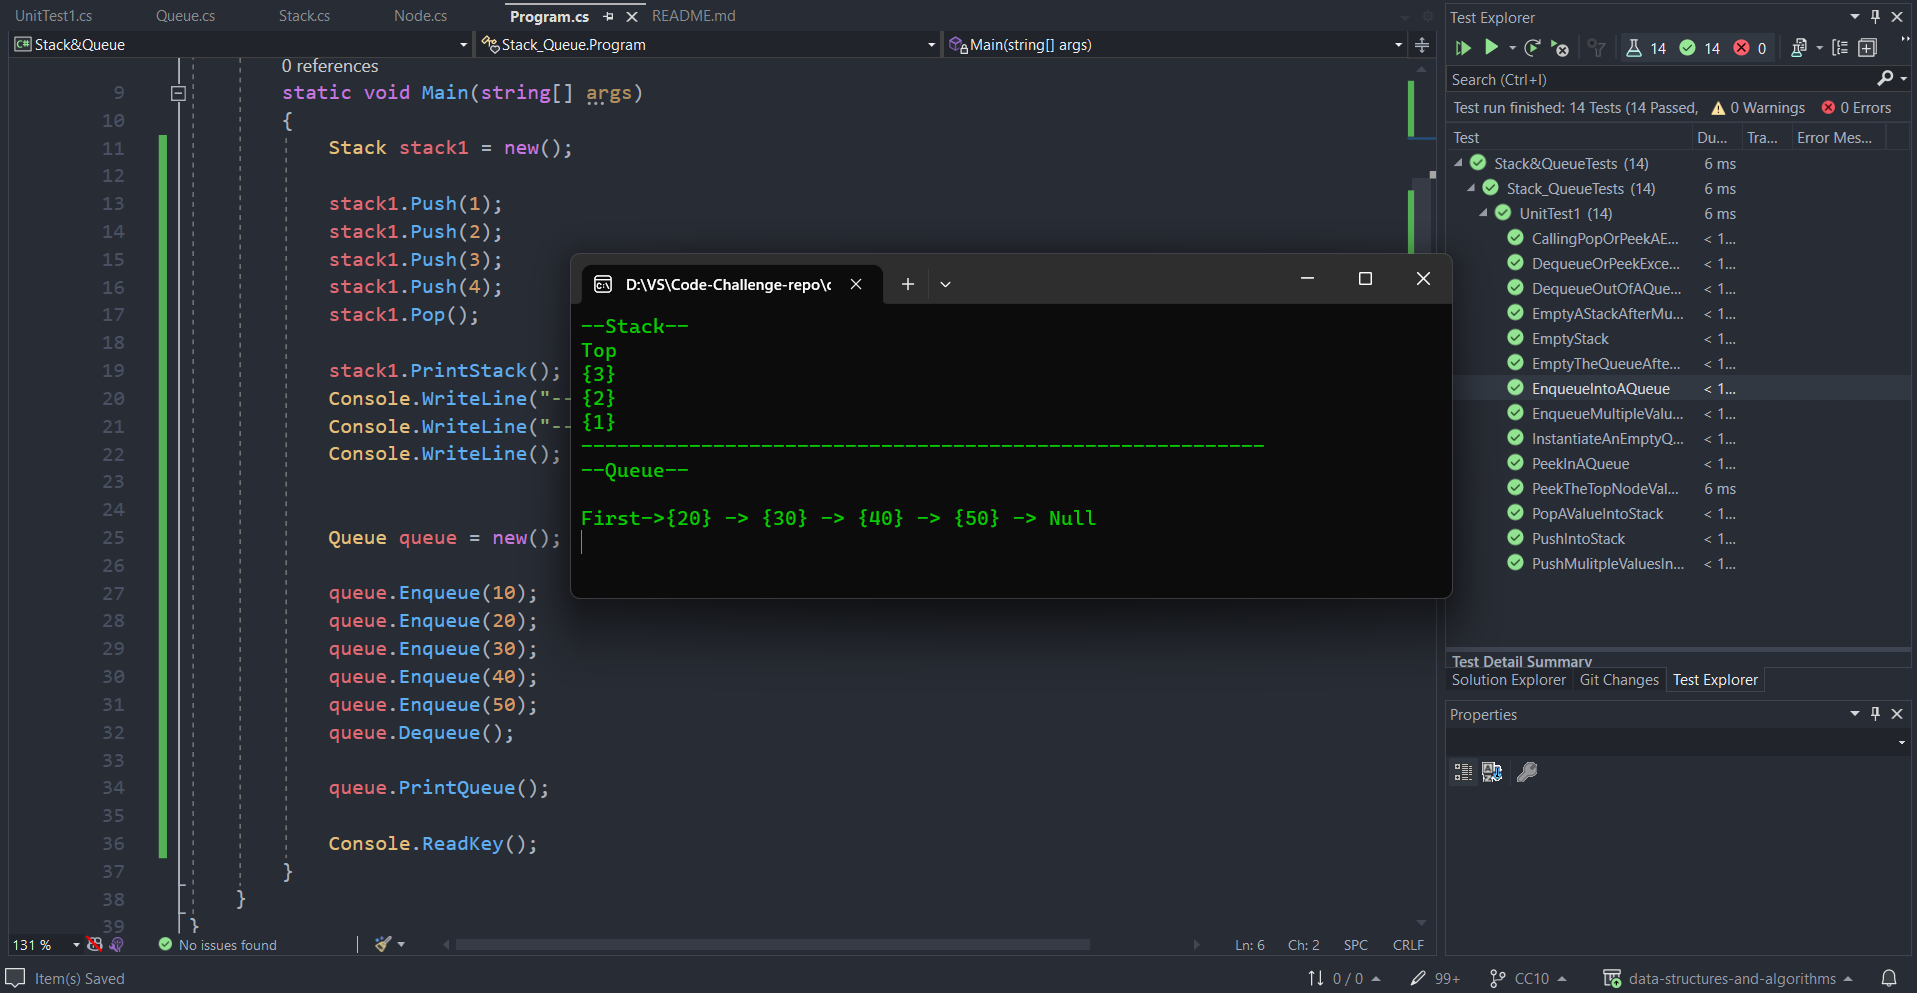 UnitTest1.cs Queue.cs Stack.cs Node.cs Program.cs README.md
Stack&Queue Stack_Queue.Program Main(string[] args)
0 references
9 static void Main(string[] args)
10 {
11 Stack stack1 = new();
12
13 stack1.Push(1);
14 stack1.Push(2);
15 stack1.Push(3);
16 stack1.Push(4);
17 stack1.Pop();
18
19 stack1.PrintStack();
20 Console.WriteLine("--
21 Console.WriteLine("--
22 Console.WriteLine();
23
24
25 Queue queue = new();
26
27 queue.Enqueue(10);
28 queue.Enqueue(20);
29 queue.Enqueue(30);
30 queue.Enqueue(40);
31 queue.Enqueue(50);
32 queue.Dequeue();
33
34 queue.PrintQueue();
35
36 Console.ReadKey();
37 }
38 }
39 }
D:\VS\Code-Challenge-repo\c
--Stack--
Top
{3}
{2}
{1}
----------------------------------------------------------
--Queue--
First->{20} -> {30} -> {40} -> {50} -> Null
Test Explorer
14 14 0
Search (Ctrl+I)
Test run finished: 14 Tests (14 Passed, 0 Warnings 0 Errors
Test Du... Tra... Error Mes...
Stack&QueueTests (14) 6 ms
Stack_QueueTests (14) 6 ms
UnitTest1 (14) 6 ms
CallingPopOrPeekAE... < 1...
DequeueOrPeekExce... < 1...
DequeueOutOfAQue... < 1...
EmptyAStackAfterMu... < 1...
EmptyStack < 1...
EmptyTheQueueAfte... < 1...
EnqueueIntoAQueue < 1...
EnqueueMultipleValu... < 1...
InstantiateAnEmptyQ... < 1...
PeekInAQueue < 1...
PeekTheTopNodeVal... 6 ms
PopAValueIntoStack < 1...
PushIntoStack < 1...
PushMulitpleValuesIn... < 1...
Test Detail Summary
Solution Explorer Git Changes Test Explorer
Properties
131 % No issues found Ln: 6 Ch: 2 SPC CRLF
Item(s) Saved 0 / 0 99+ CC10 data-structures-and-algorithms